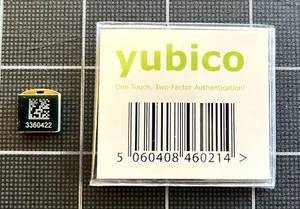 yubico
One Touch, Two-Factor Authentication!
3360422
5 060408 460214 >